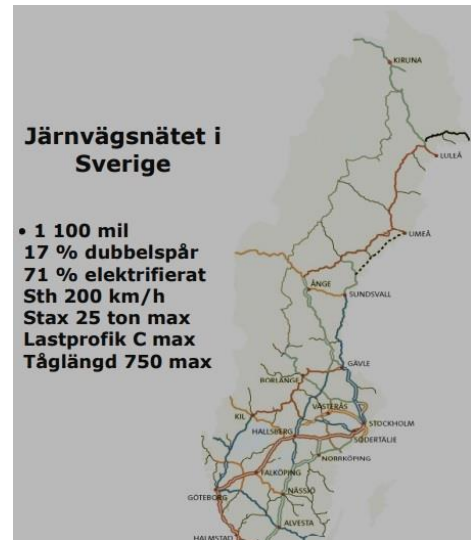 Järnvägsnätet i
Sverige
• 1 100 mil
17 % dubbelspår
71 % elektrifierat
Sth 200 km/h
Stax 25 ton max
Lastprofik C max
Tåglängd 750 max
KIRUNA
LULEÅ
UMEÅ
ÅNGE
SUNDSVALL
GÄVLE
BORLÄNGE
VÄSTERÅS
KIL
HALLSBERG
STOCKHOLM
SÖDERTÄLJE
NORRKÖPING
FALKÖPING
GÖTEBORG
NÄSSJÖ
ALVESTA
HALMSTAD